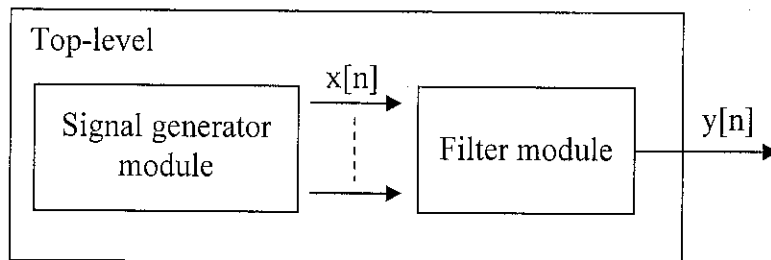 Top-level
x[n]
Signal generator
module
Filter module
y[n]